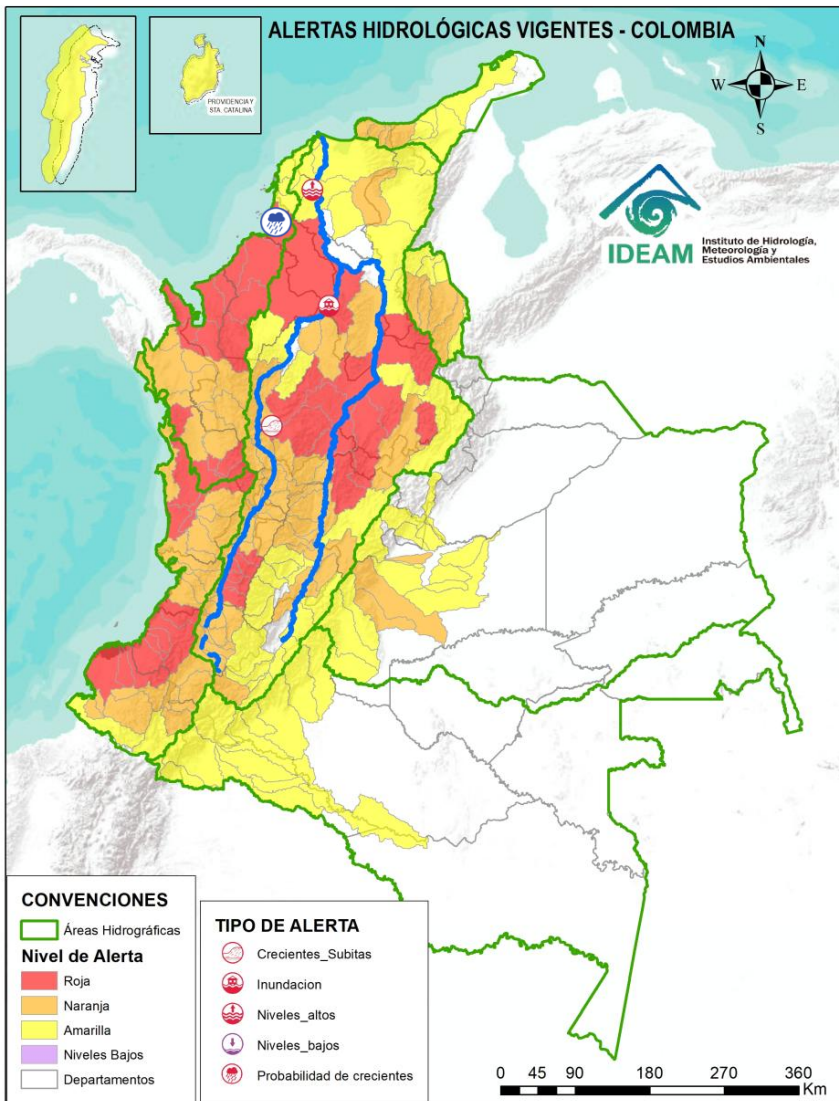 ALERTAS HIDROLÓGICAS VIGENTES - COLOMBIA
PROVIDENCIA Y
STA. CATALINA
N
W
E
S
IDEAM
Instituto de Hidrología,
Meteorología y
Estudios Ambientales
CONVENCIONES
Áreas Hidrográficas
Nivel de Alerta
Roja
Naranja
Amarilla
Niveles Bajos
Departamentos
TIPO DE ALERTA
Crecientes_Subitas
Inundacion
Niveles_altos
Niveles_bajos
Probabilidad de crecientes
0 45 90 180 270 360
Km